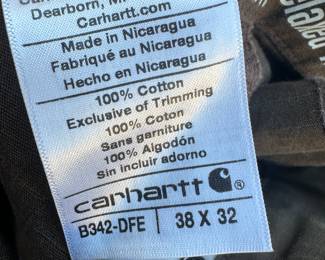 Dearborn,
Carhartt.com
Made in Nicaragua
Fabriqué au Nicaragua
Hecho en Nicaragua
100% Cotton
Exclusive of Trimming
100% Coton
Sans garniture
100% Algodón
Sin incluir adorno
carhartt
B342-DFE 38 X 32